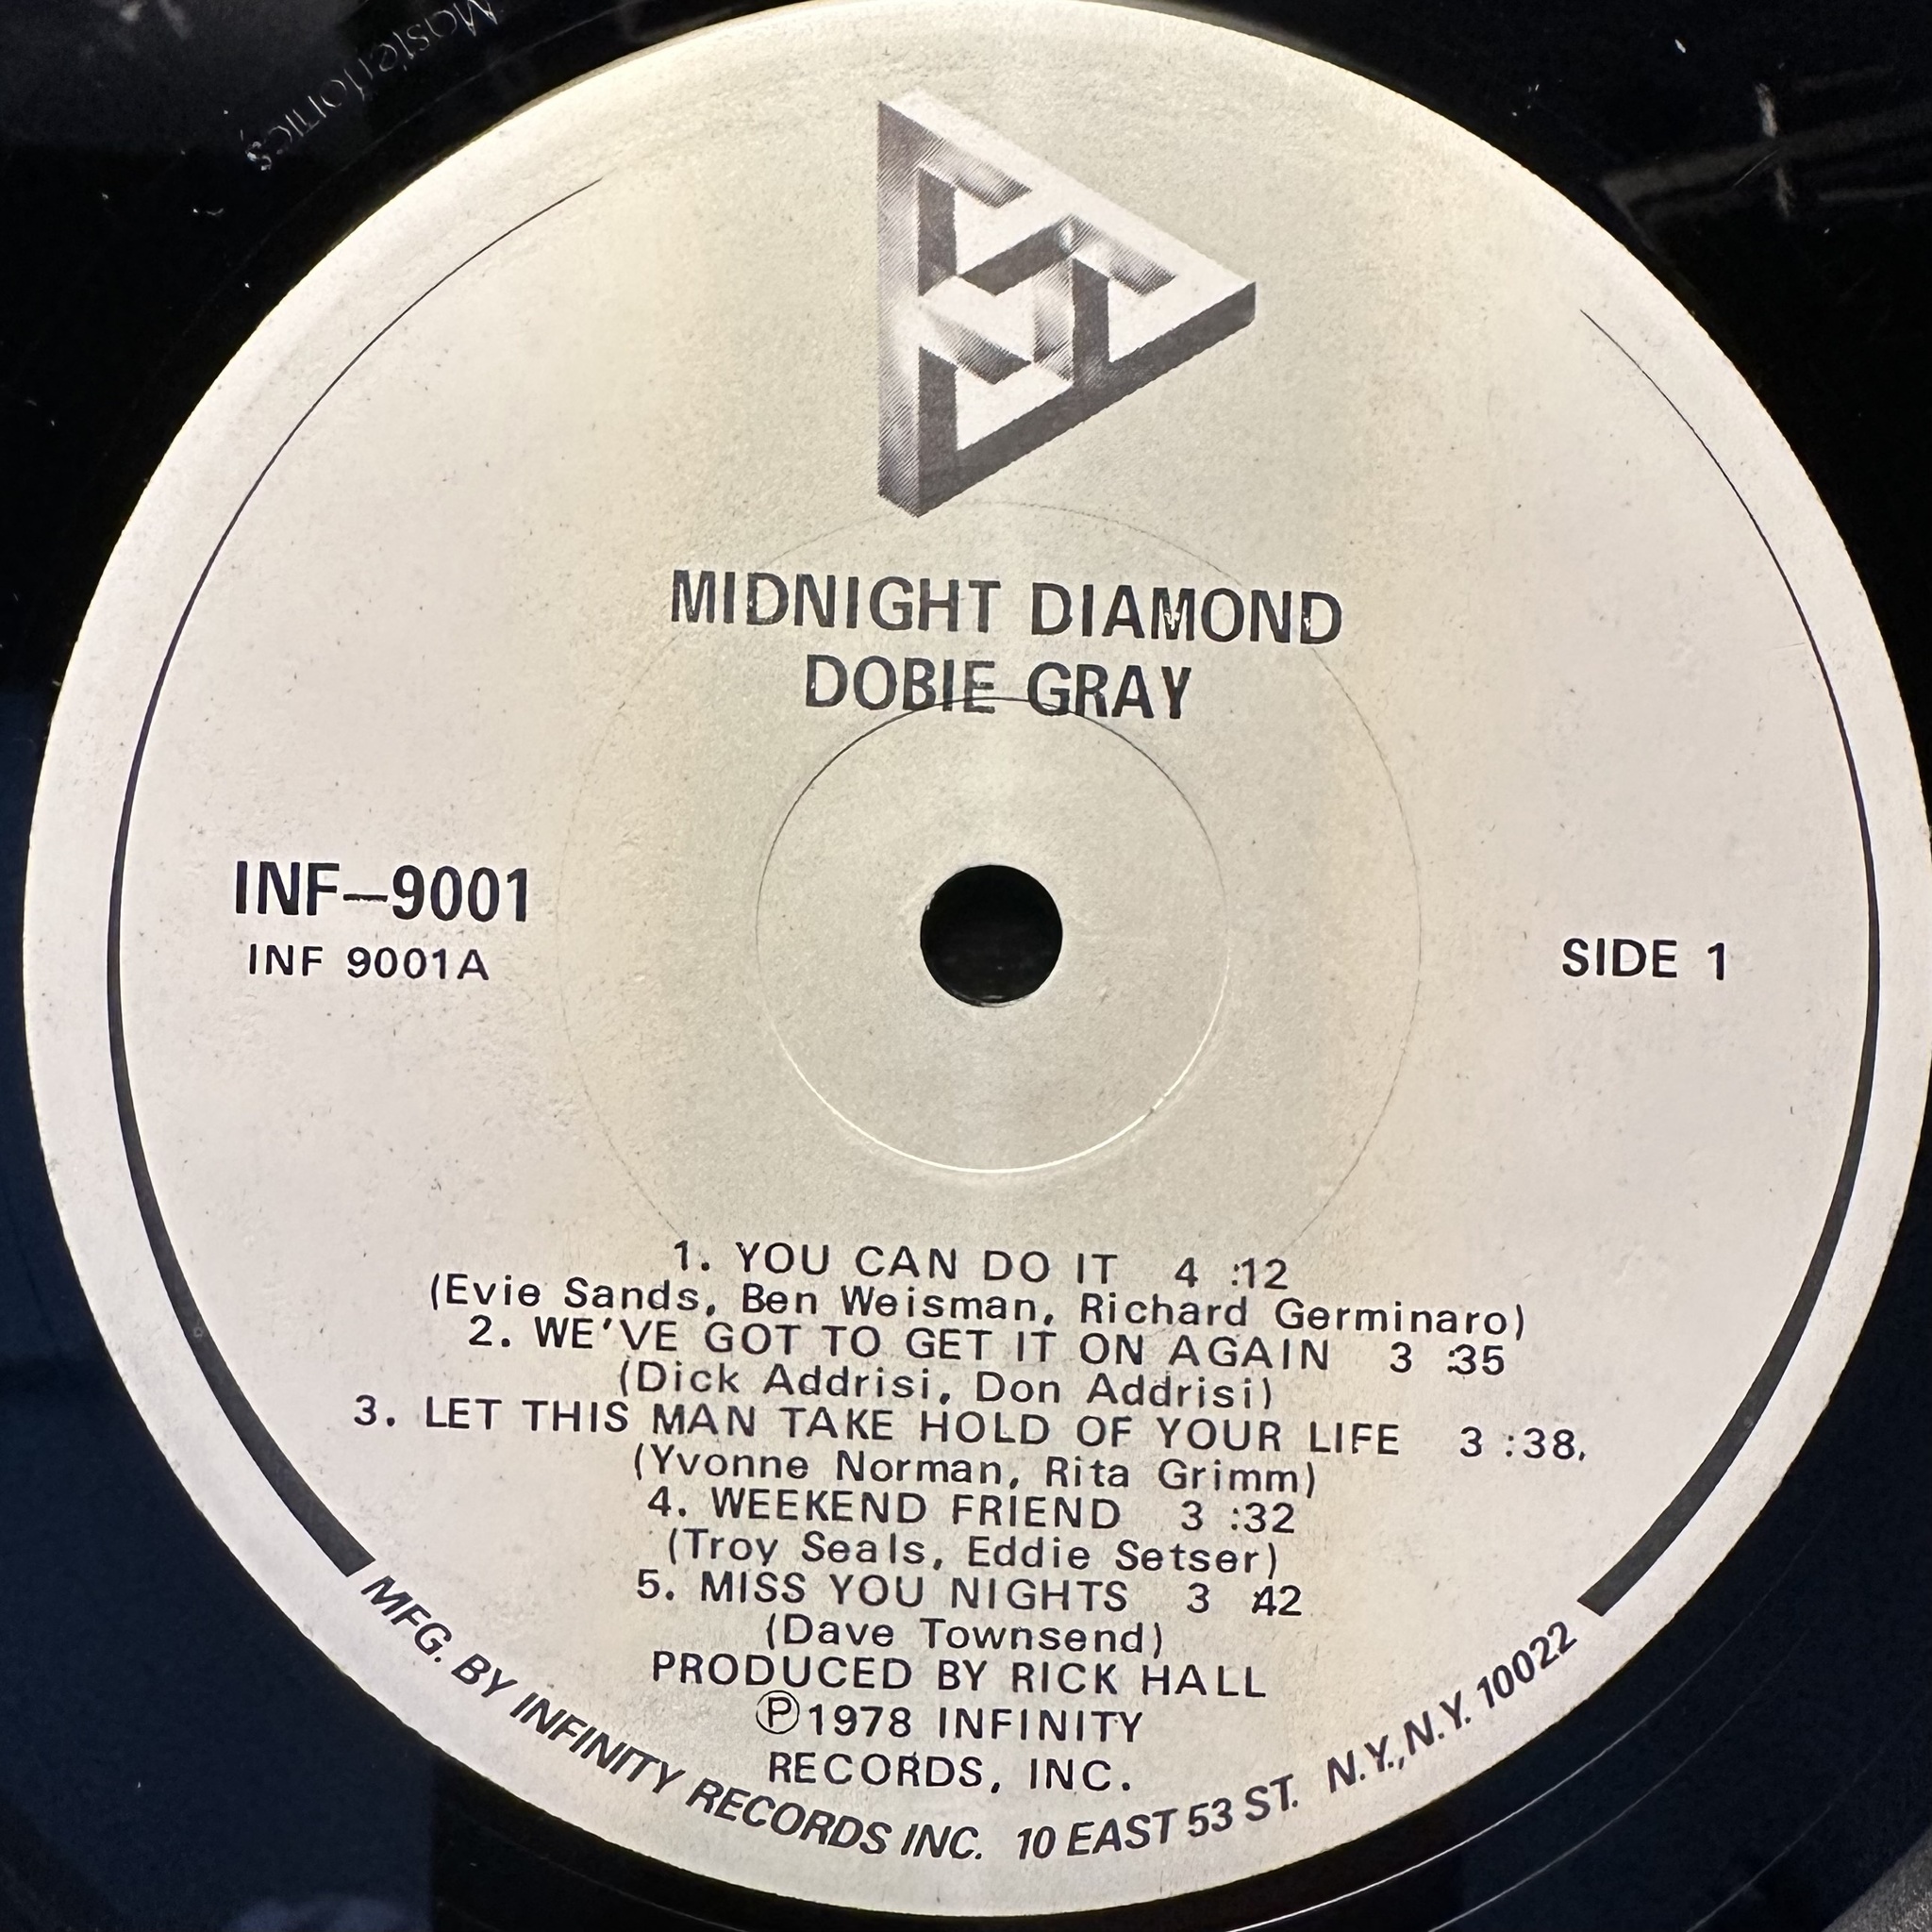 Masterfonics
MIDNIGHT DIAMOND
DOBIE GRAY
INF–9001
INF 9001A
SIDE 1
1. YOU CAN DO IT 4 :12
(Evie Sands, Ben Weisman, Richard Germinaro)
2. WE'VE GOT TO GET IT ON AGAIN 3 :35
(Dick Addrisi, Don Addrisi)
3. LET THIS MAN TAKE HOLD OF YOUR LIFE 3 :38,
(Yvonne Norman, Rita Grimm)
4. WEEKEND FRIEND 3 :32
(Troy Seals, Eddie Setser)
5. MISS YOU NIGHTS 3 :42
(Dave Townsend)
PRODUCED BY RICK HALL
℗1978 INFINITY
RECORDS, INC.
MFG. BY INFINITY RECORDS INC. 10 EAST 53 ST. N.Y., N.Y. 10022